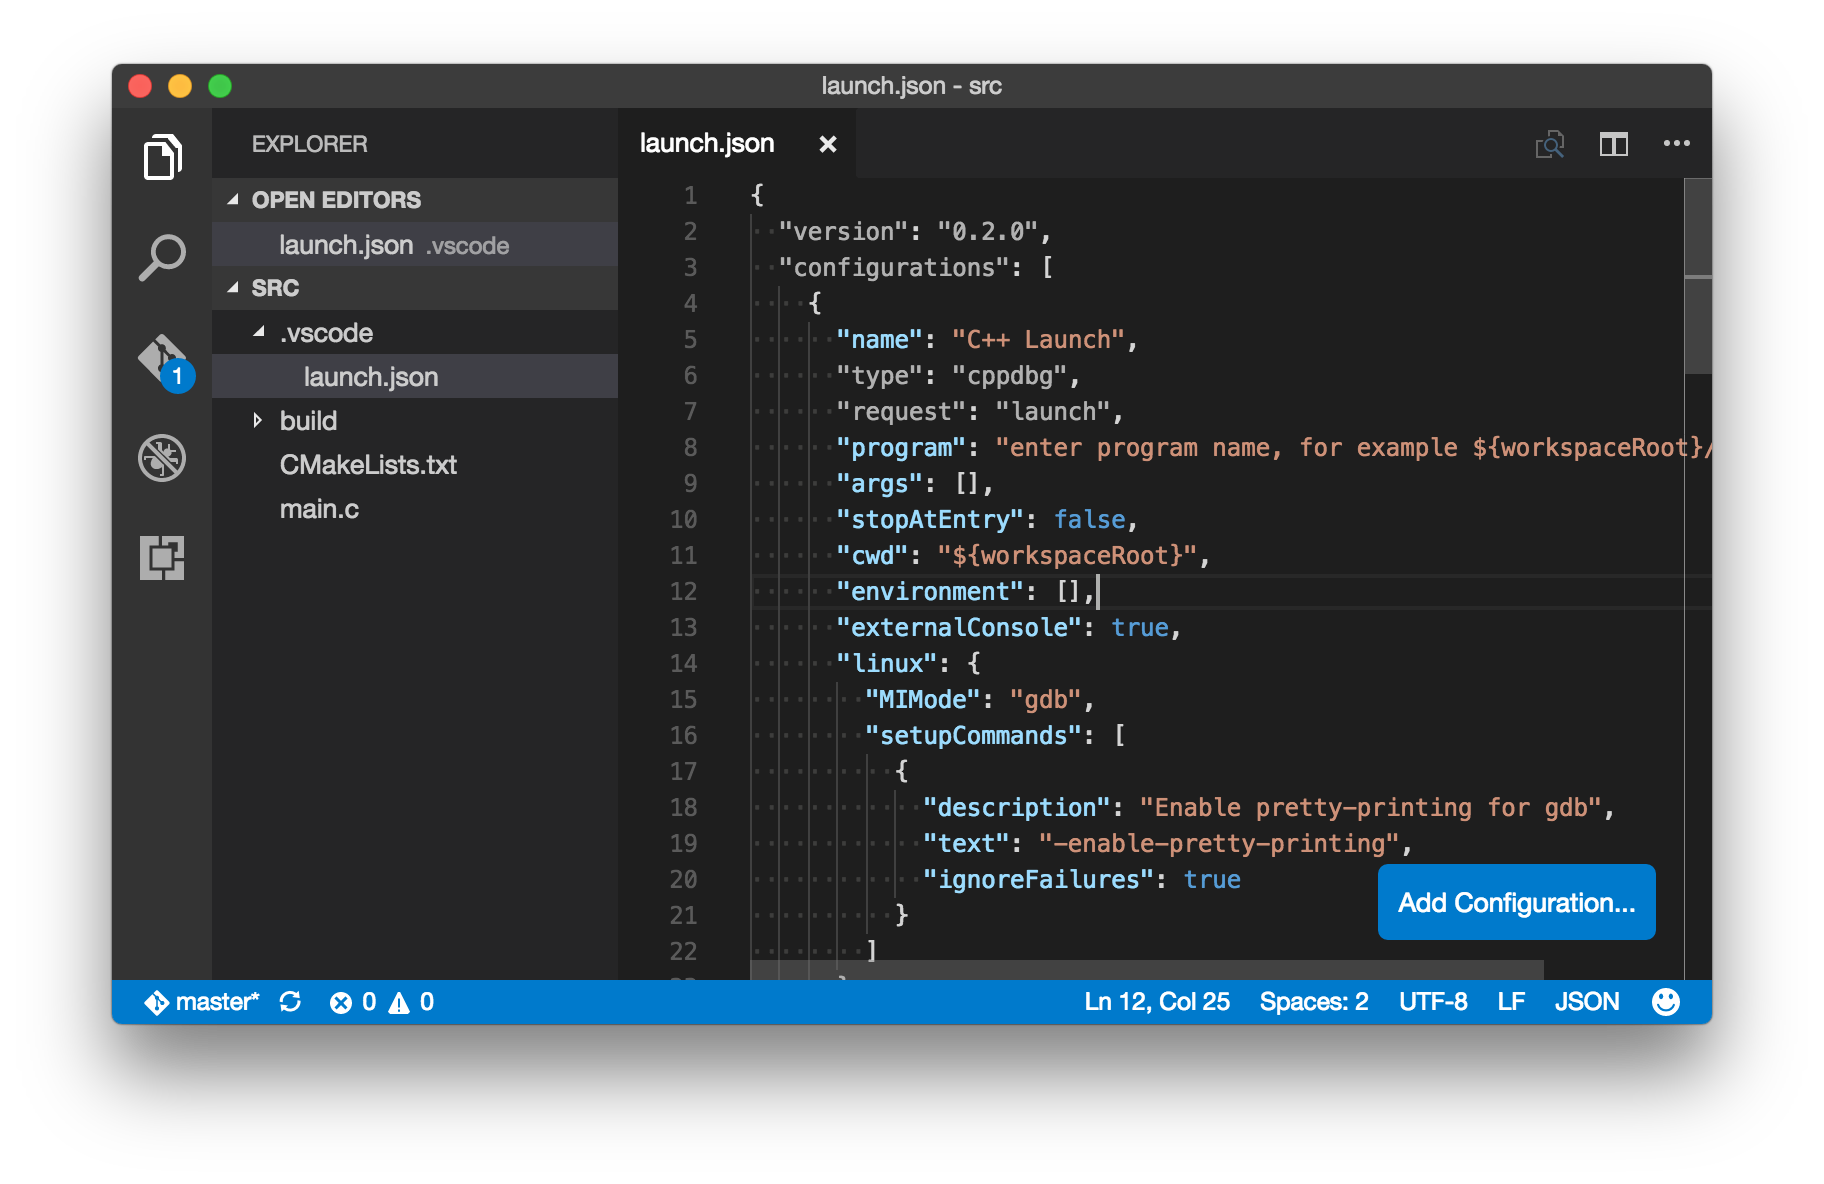 launch.json - src
EXPLORER
OPEN EDITORS
launch.json .vscode
SRC
.vscode
launch.json
build
CMakeLists.txt
main.c
1
launch.json
1 {
2 "version": "0.2.0",
3 "configurations": [
4 {
5 "name": "C++ Launch",
6 "type": "cppdbg",
7 "request": "launch",
8 "program": "enter program name, for example ${workspaceRoot}/
9 "args": [],
10 "stopAtEntry": false,
11 "cwd": "${workspaceRoot}",
12 "environment": [],
13 "externalConsole": true,
14 "linux": {
15 "MIMode": "gdb",
16 "setupCommands": [
17 {
18 "description": "Enable pretty-printing for gdb",
19 "text": "-enable-pretty-printing",
20 "ignoreFailures": true
21 }
22 ]
Add Configuration...
master* 0 0 Ln 12, Col 25 Spaces: 2 UTF-8 LF JSON